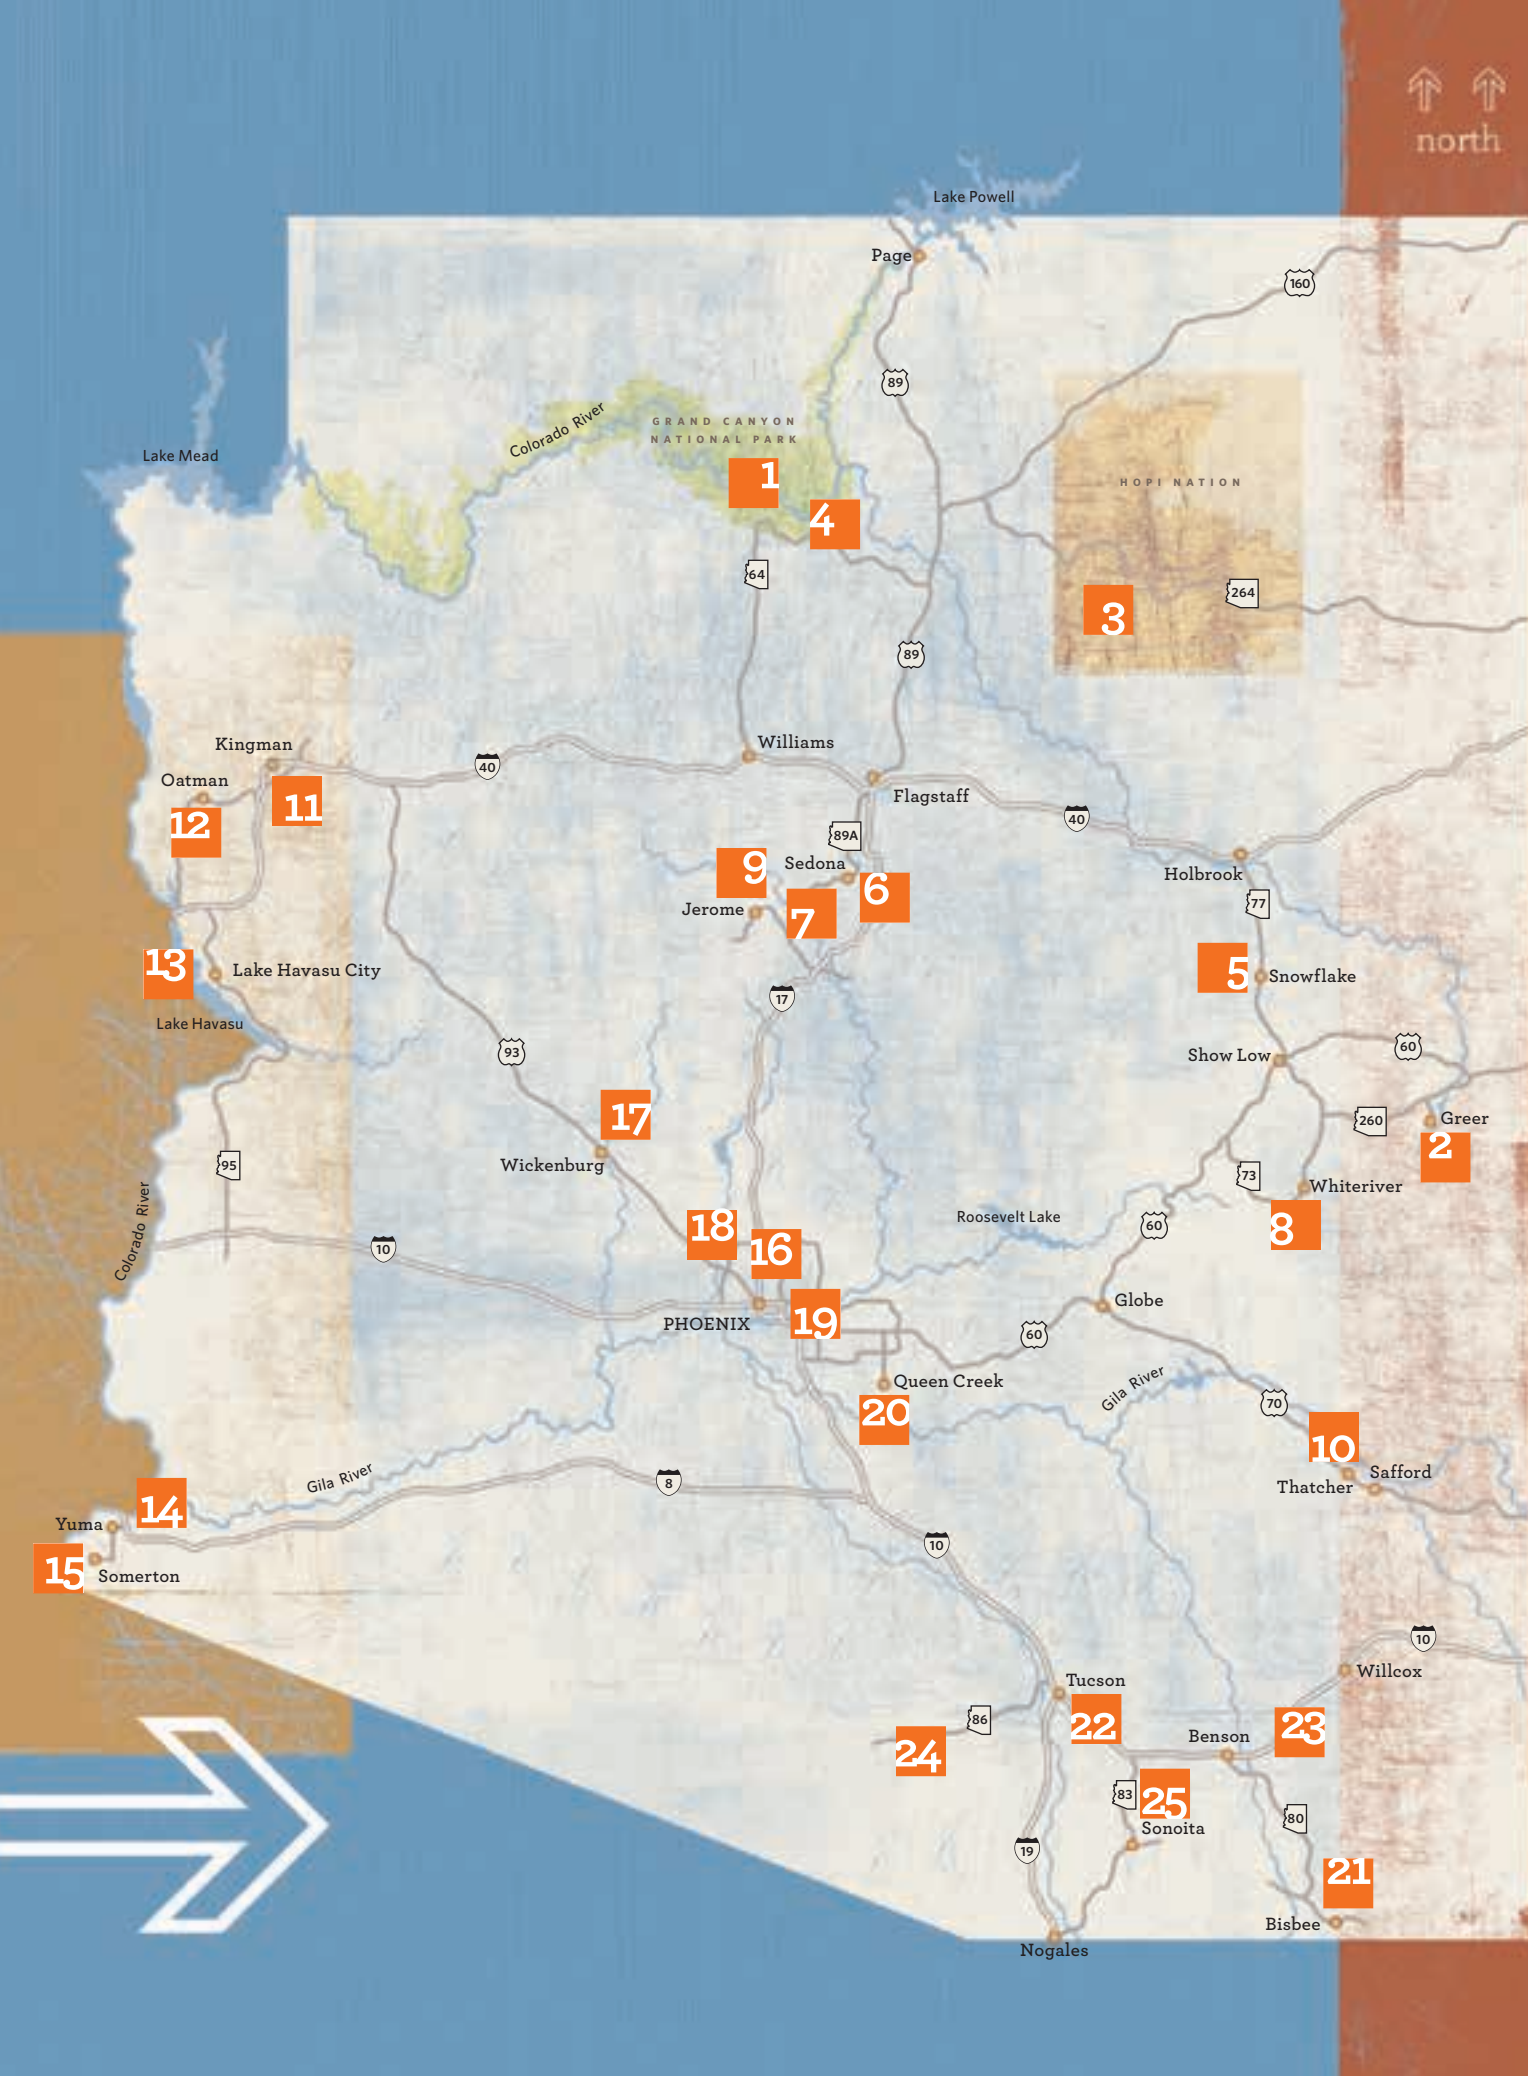 north
Lake Powell
Page
160
89
Colorado River
GRAND CANYON
NATIONAL PARK
Lake Mead
1
HOPI NATION
4
64
264
3
89
Kingman
Williams
40
Oatman
Flagstaff
11
12
40
89A
Sedona
9
Holbrook
6
77
Jerome
7
13
Lake Havasu City
5
Snowflake
17
Lake Havasu
93
Show Low
60
17
260
Greer
2
Wickenburg
95
73
Whiteriver
Colorado River
Roosevelt Lake
60
8
18
16
10
Globe
PHOENIX
19
60
Queen Creek
Gila River
20
70
10
Safford
Thatcher
Gila River
8
14
Yuma
10
15
Somerton
10
Willcox
Tucson
86
22
Benson
23
24
83
25
80
Sonoita
19
21
Bisbee
Nogales